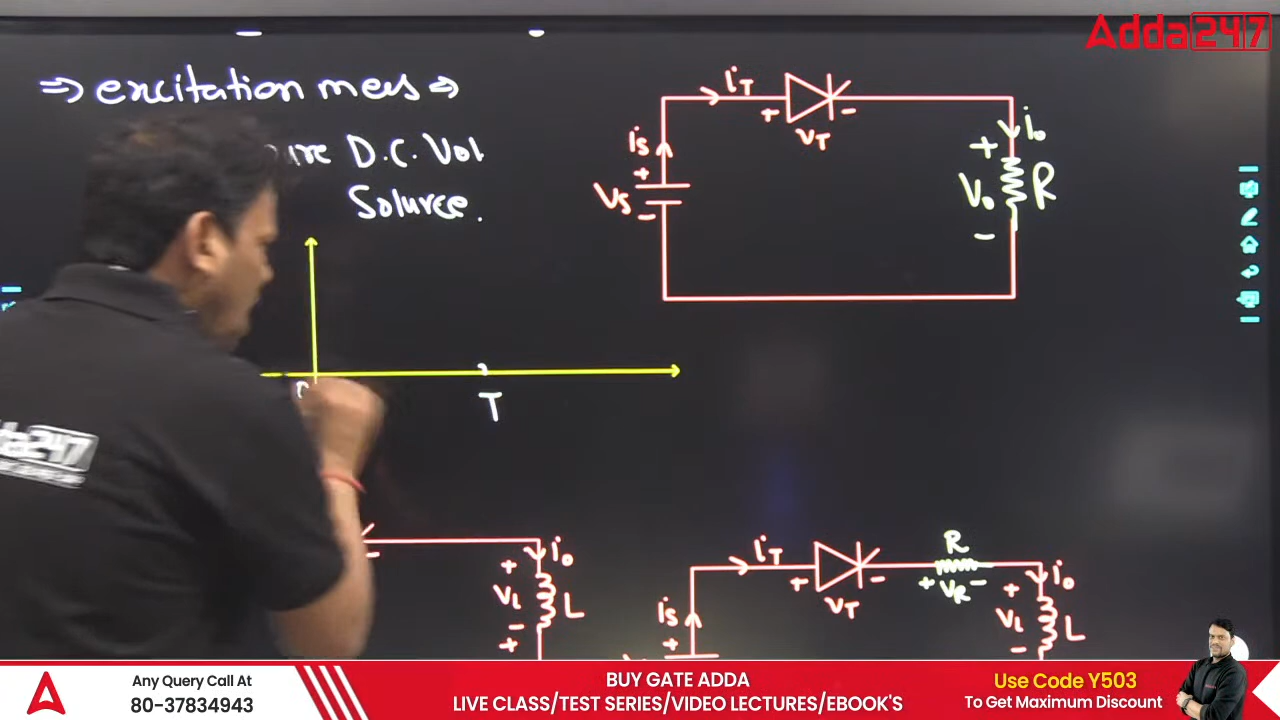 Adda247
⇒ excitation mees ⇒
D.C. Vol
Solurce.
iT
+ VT -
is
+
Vs
-
io
+
Vo
-
R
T
-
io
+
VL
-
+
L
iT
+ VT -
R
+ VR -
is
+
io
+
VL
-
L
Any Query Call At
80-37834943
BUY GATE ADDA
LIVE CLASS/TEST SERIES/VIDEO LECTURES/EBOOK'S
Use Code Y503
To Get Maximum Discount